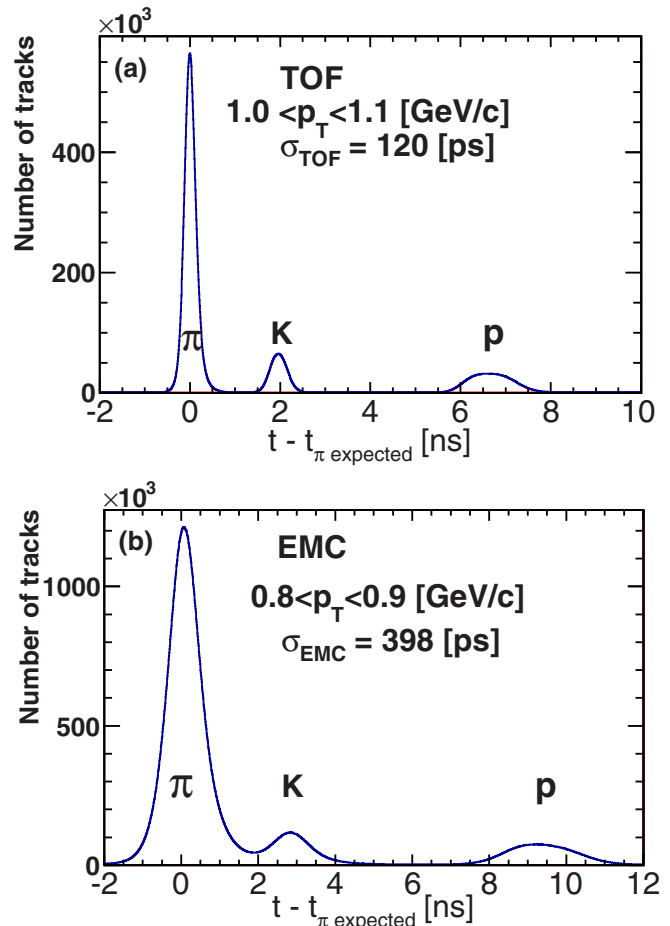 ×10³
(a)
TOF
1.0 <p_T<1.1 [GeV/c]
σ_TOF = 120 [ps]
Number of tracks
400
200
0
π
K
p
-2 0 2 4 6 8 10
t - t_π expected [ns]
×10³
(b)
EMC
0.8<p_T<0.9 [GeV/c]
σ_EMC = 398 [ps]
Number of tracks
1000
500
0
π
K
p
-2 0 2 4 6 8 10 12
t - t_π expected [ns]